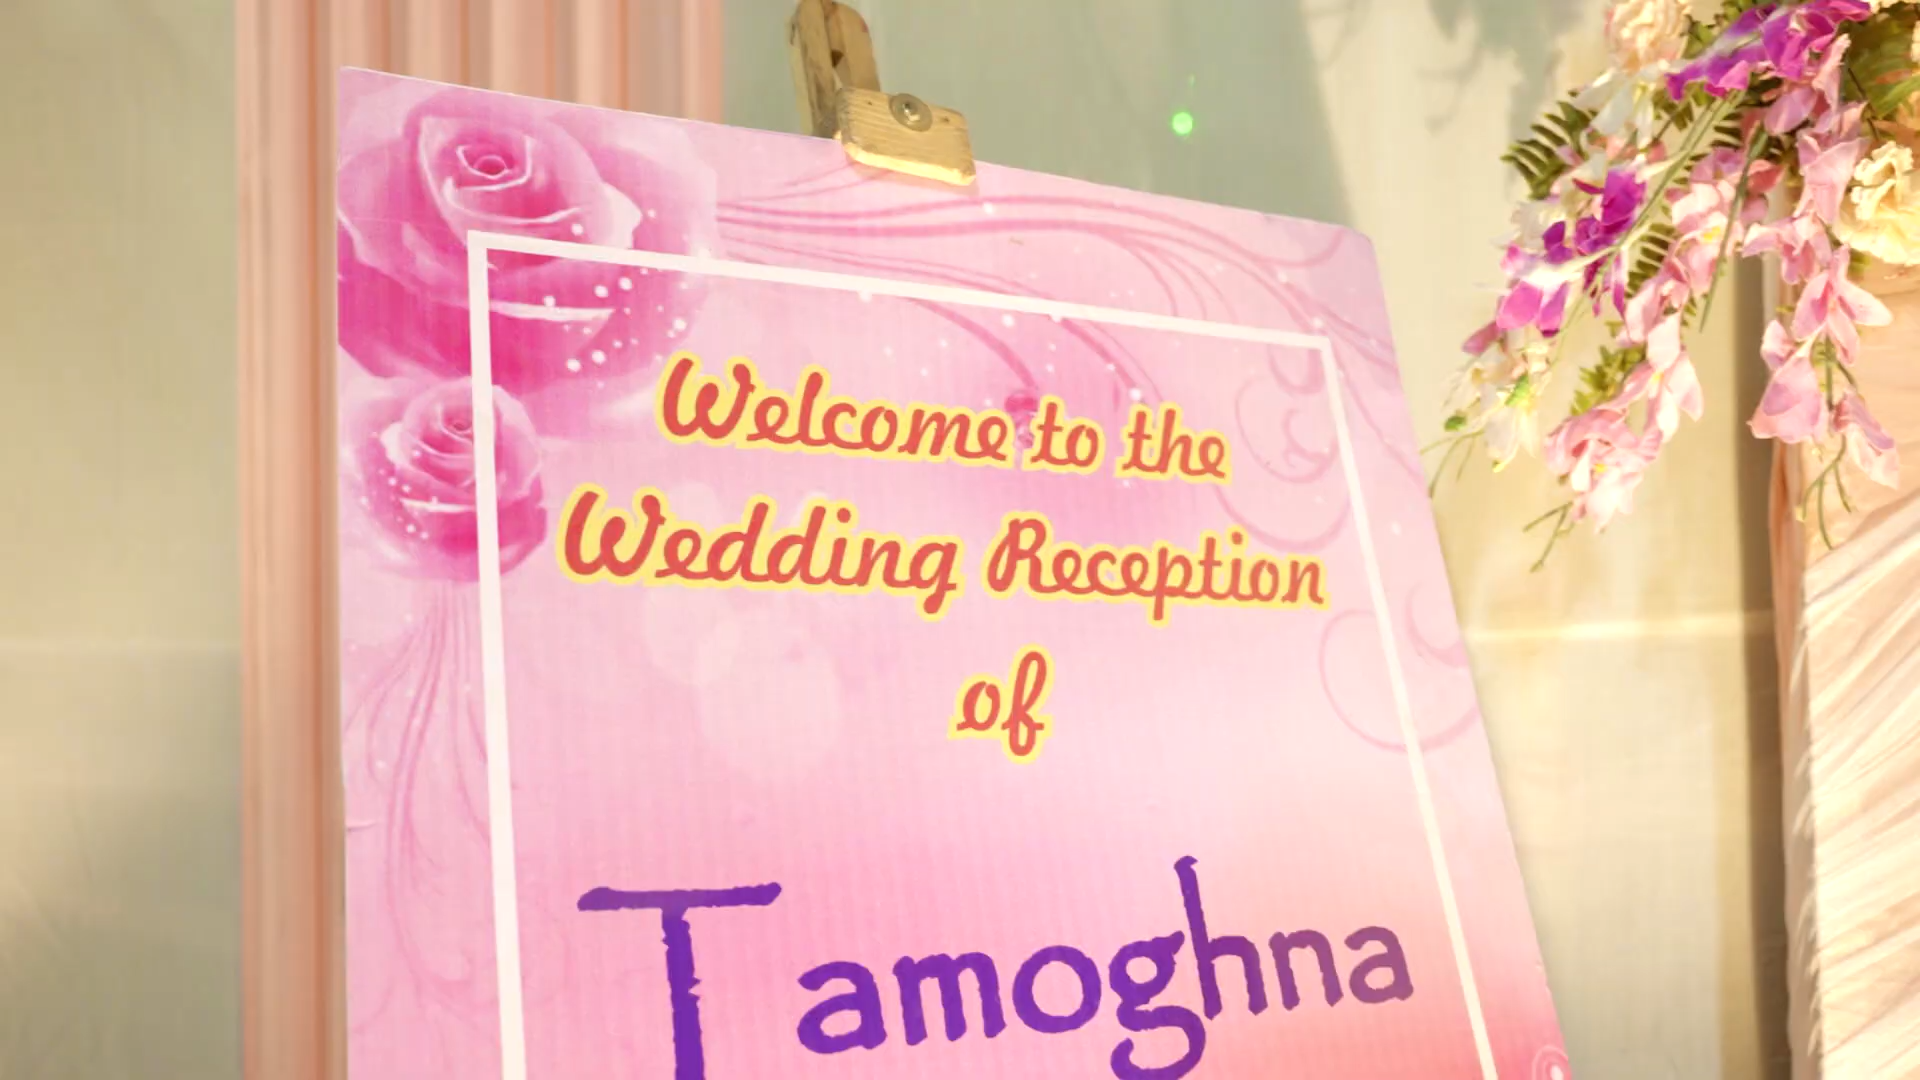 Welcome to the
Wedding Reception
of
Tamoghna